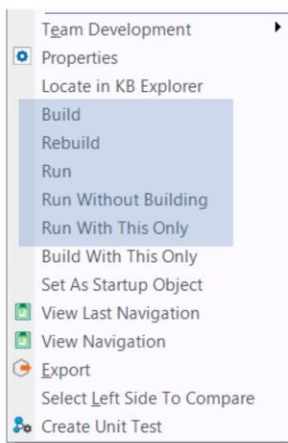 Team Development
Properties
Locate in KB Explorer
Build
Rebuild
Run
Run Without Building
Run With This Only
Build With This Only
Set As Startup Object
View Last Navigation
View Navigation
Export
Select Left Side To Compare
Create Unit Test